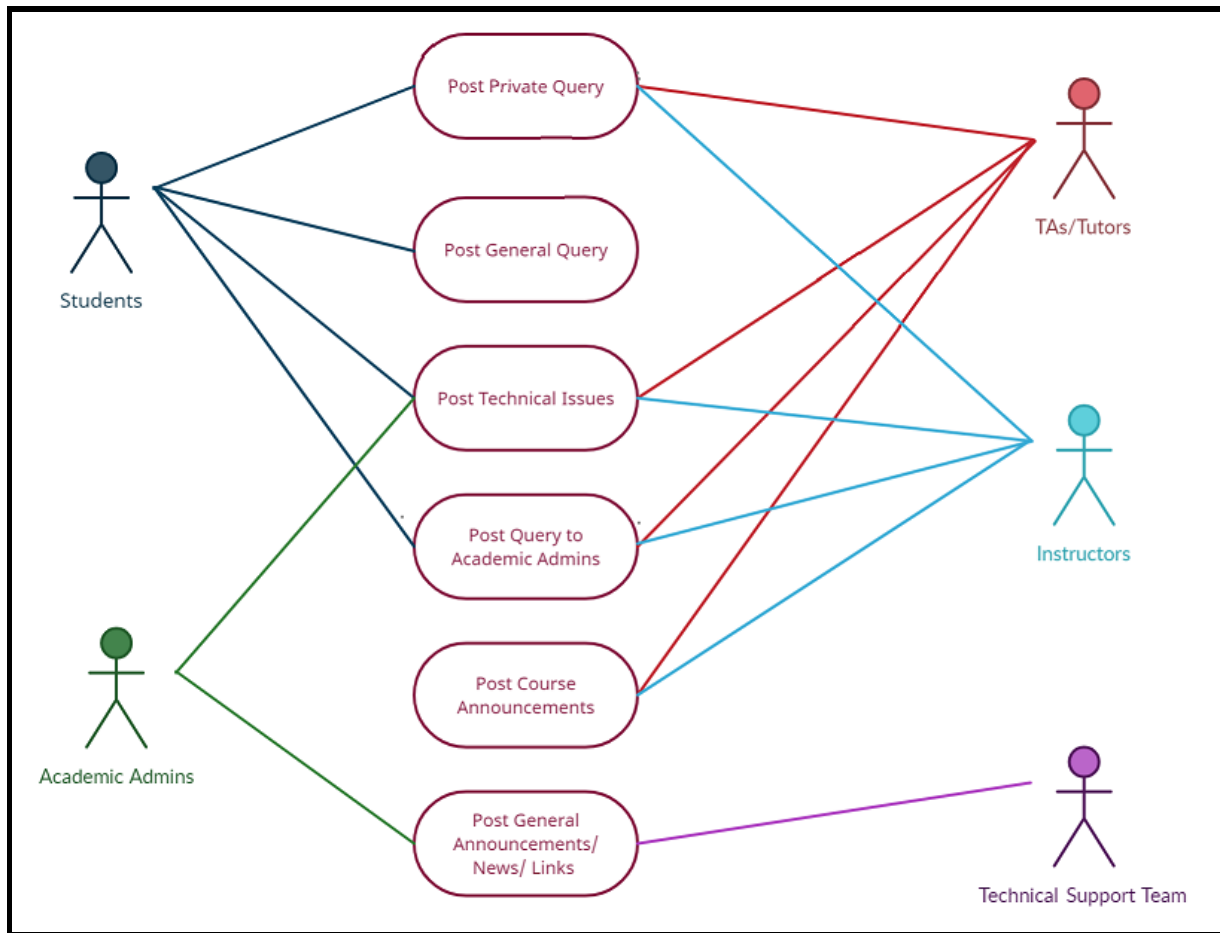 Post Private Query
TAs/Tutors
Post General Query
Students
Post Technical Issues
Post Query to
Academic Admins
Instructors
Post Course
Announcements
Academic Admins
Post General
Announcements/
News/ Links
Technical Support Team